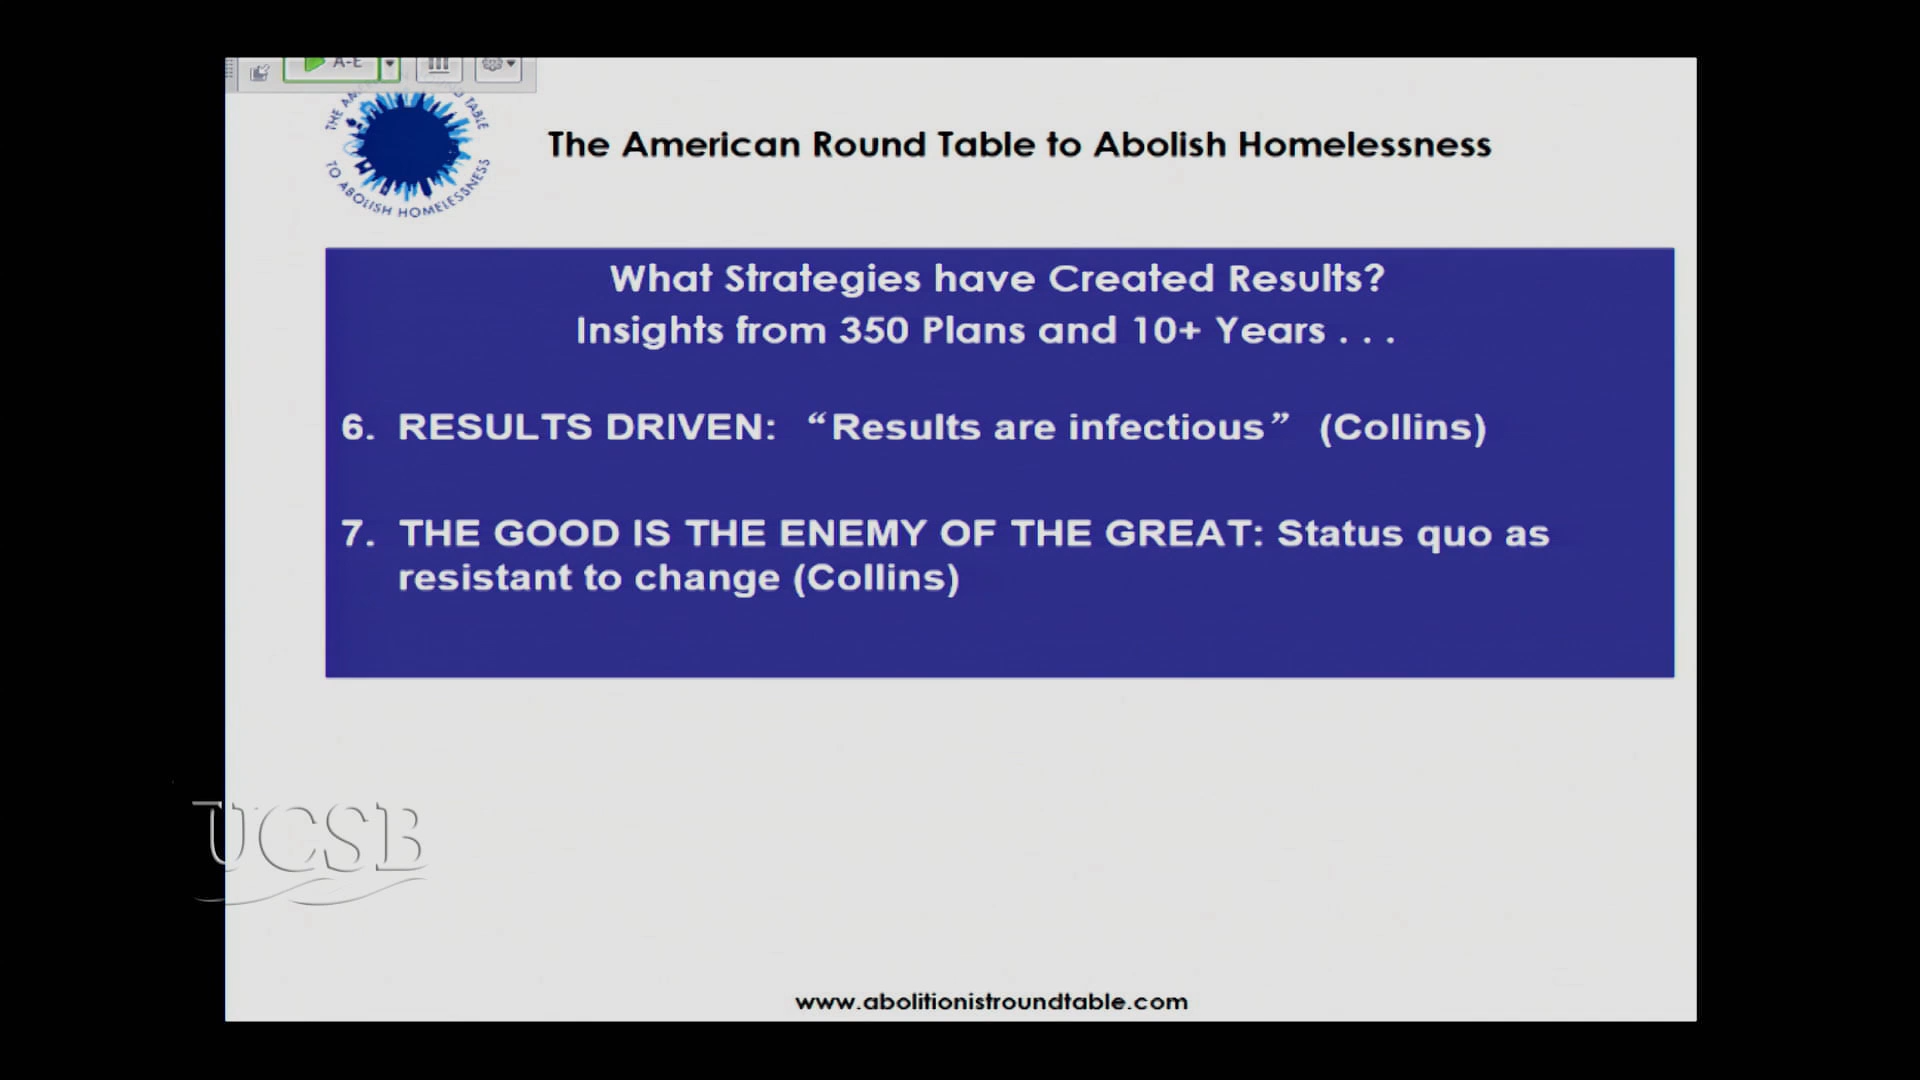 A-E
THE AMERICAN ROUND TABLE
TO ABOLISH HOMELESSNESS
The American Round Table to Abolish Homelessness
What Strategies have Created Results?
Insights from 350 Plans and 10+ Years . . .
6. RESULTS DRIVEN: “Results are infectious” (Collins)
7. THE GOOD IS THE ENEMY OF THE GREAT: Status quo as
resistant to change (Collins)
UCSB
www.abolitionistroundtable.com